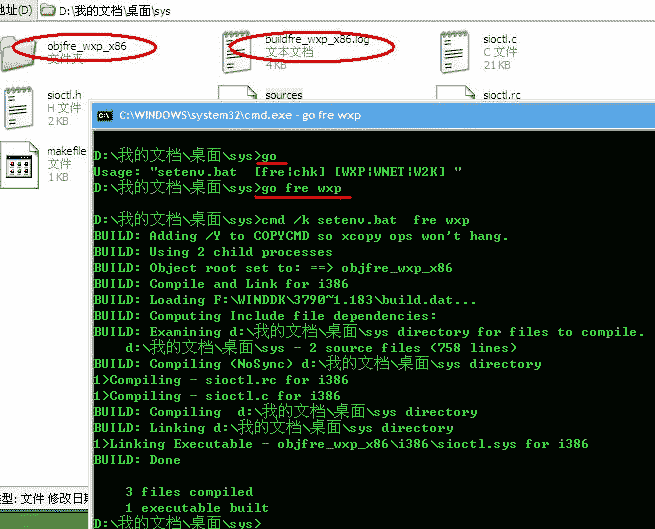 地址(D)
D:\我的文档\桌面\sys
objfre_wxp_x86
文件夹
buildfre_wxp_x86.log
文本文档
4 KB
sioctl.c
C 文件
21 KB
sioctl.h
H 文件
2 KB
sources
sioctl.rc
makefile
文件
1 KB
C:\WINDOWS\system32\cmd.exe - go fre wxp
D:\我的文档\桌面\sys>go
Usage: "setenv.bat  [fre|chk] [WXP|WNET|W2K] "
D:\我的文档\桌面\sys>go fre wxp
D:\我的文档\桌面\sys>cmd /k setenv.bat  fre wxp
BUILD: Adding /Y to COPYCMD so xcopy ops won't hang.
BUILD: Using 2 child processes
BUILD: Object root set to: ==> objfre_wxp_x86
BUILD: Compile and Link for i386
BUILD: Loading F:\WINDDK\3790~1.183\build.dat...
BUILD: Computing Include file dependencies:
BUILD: Examining d:\我的文档\桌面\sys directory for files to compile.
d:\我的文档\桌面\sys - 2 source files (758 lines)
BUILD: Compiling (NoSync) d:\我的文档\桌面\sys directory
1>Compiling - sioctl.rc for i386
1>Compiling - sioctl.c for i386
BUILD: Compiling  d:\我的文档\桌面\sys directory
BUILD: Linking d:\我的文档\桌面\sys directory
1>Linking Executable - objfre_wxp_x86\i386\sioctl.sys for i386
BUILD: Done
3 files compiled
1 executable built
D:\我的文档\桌面\sys>
类型: 文件 修改日期